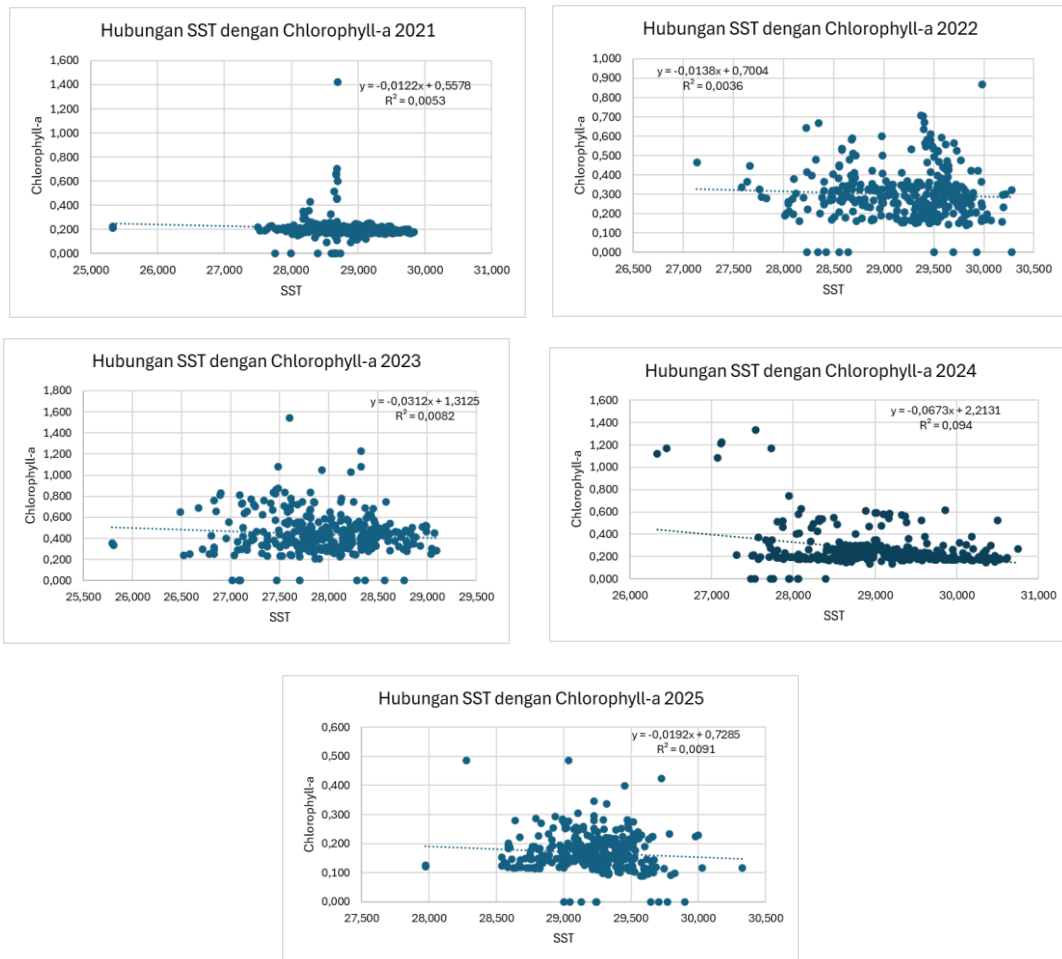 Hubungan SST dengan Chlorophyll-a 2021
y = -0,0122x + 0,5578
R² = 0,0053
Chlorophyll-a
1,600
1,400
1,200
1,000
0,800
0,600
0,400
0,200
0,000
25,000 26,000 27,000 28,000 29,000 30,000 31,000
SST
Hubungan SST dengan Chlorophyll-a 2022
y = -0,0138x + 0,7004
R² = 0,0036
Chlorophyll-a
1,000
0,900
0,800
0,700
0,600
0,500
0,400
0,300
0,200
0,100
0,000
26,500 27,000 27,500 28,000 28,500 29,000 29,500 30,000 30,500
SST
Hubungan SST dengan Chlorophyll-a 2023
y = -0,0312x + 1,3125
R² = 0,0082
Chlorophyll-a
1,800
1,600
1,400
1,200
1,000
0,800
0,600
0,400
0,200
0,000
25,500 26,000 26,500 27,000 27,500 28,000 28,500 29,000 29,500
SST
Hubungan SST dengan Chlorophyll-a 2024
y = -0,0673x + 2,2131
R² = 0,094
Chlorophyll-a
1,600
1,400
1,200
1,000
0,800
0,600
0,400
0,200
0,000
26,000 27,000 28,000 29,000 30,000 31,000
SST
Hubungan SST dengan Chlorophyll-a 2025
y = -0,0192x + 0,7285
R² = 0,0091
Chlorophyll-a
0,600
0,500
0,400
0,300
0,200
0,100
0,000
27,500 28,000 28,500 29,000 29,500 30,000 30,500
SST